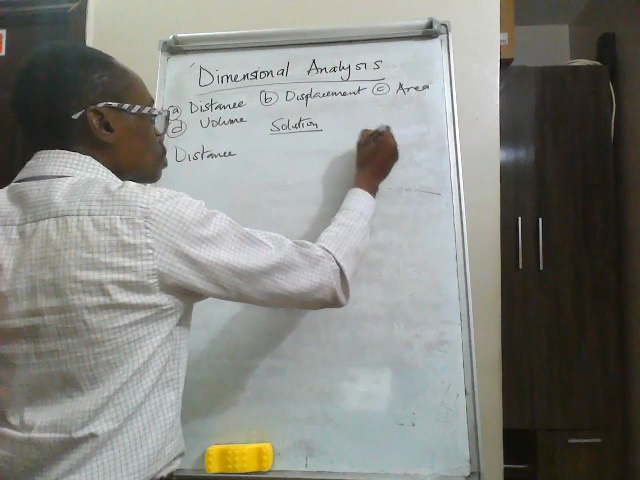 Dimensional Analysis
(a) Distance (b) Displacement (c) Area
(d) Volume
Solution
Distance